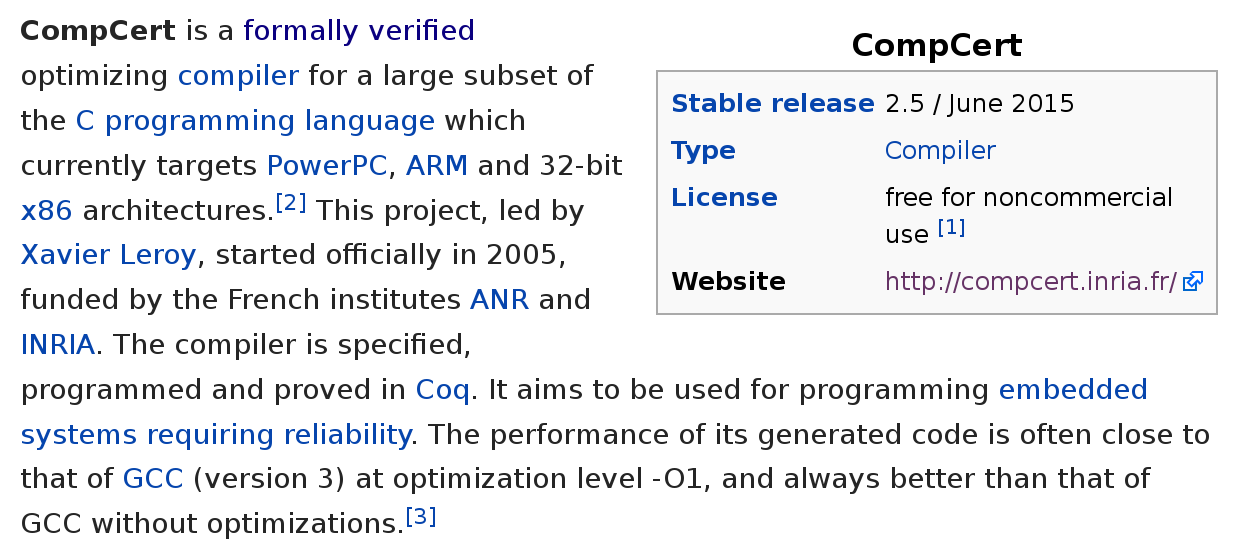 CompCert is a formally verified
optimizing compiler for a large subset of
the C programming language which
currently targets PowerPC, ARM and 32-bit
x86 architectures.[2] This project, led by
Xavier Leroy, started officially in 2005,
funded by the French institutes ANR and
INRIA. The compiler is specified,
programmed and proved in Coq. It aims to be used for programming embedded
systems requiring reliability. The performance of its generated code is often close to
that of GCC (version 3) at optimization level -O1, and always better than that of
GCC without optimizations.[3]
CompCert
Stable release 2.5 / June 2015
Type Compiler
License free for noncommercial
use [1]
Website http://compcert.inria.fr/